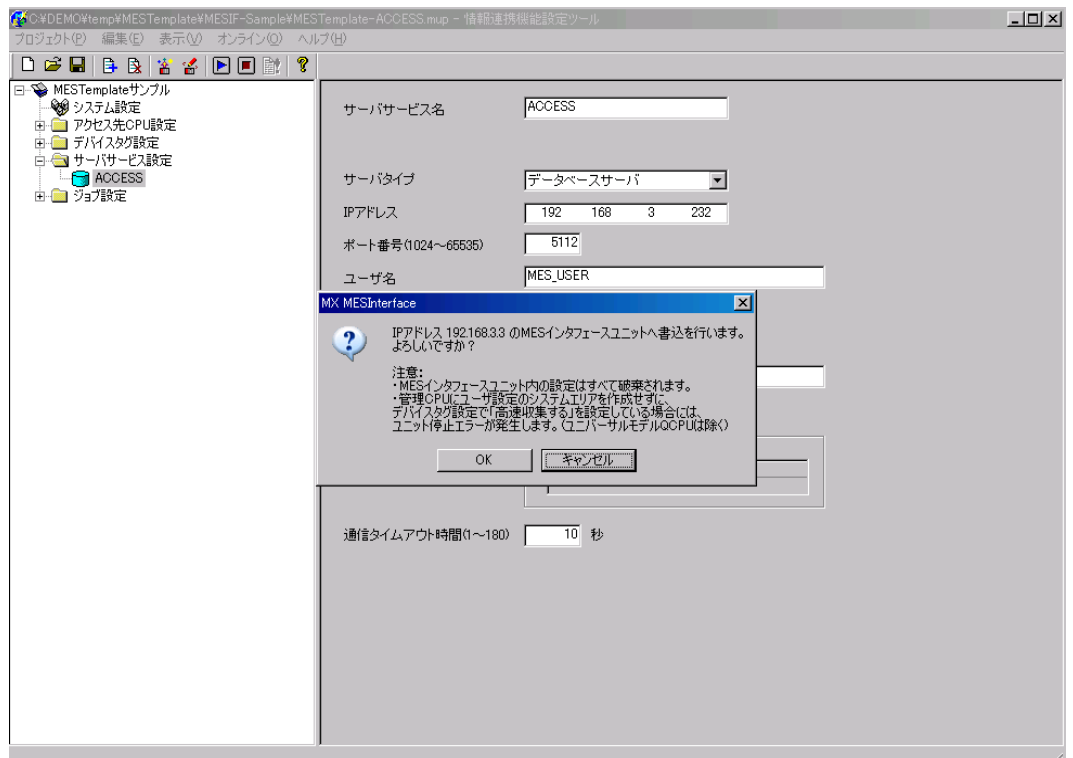 C:¥DEMO¥temp¥MESTemplate¥MESIF-Sample¥MESTemplate-ACCESS.mup - 情報連携機能設定ツール
プロジェクト(P) 編集(E) 表示(V) オンライン(O) ヘルプ(H)
MESTemplateサンプル
システム設定
アクセス先CPU設定
デバイスタグ設定
サーバサービス設定
ACCESS
ジョブ設定
サーバサービス名 ACCESS
サーバタイプ データベースサーバ
IPアドレス 192 168 3 232
ポート番号(1024～65535) 5112
ユーザ名 MES_USER
MX MESInterface
IPアドレス 192.168.3.3 のMESインタフェースユニットへ書込を行います。
よろしいですか？
注意:
・MESインタフェースユニット内の設定はすべて破棄されます。
・管理CPUにユーザ設定のシステムエリアを作成せずに、
デバイスタグ設定で「高速収集する」を設定している場合には、
ユニット停止エラーが発生します。(ユニバーサルモデルQCPUは除く)
OK キャンセル
通信タイムアウト時間(1～180) 10 秒